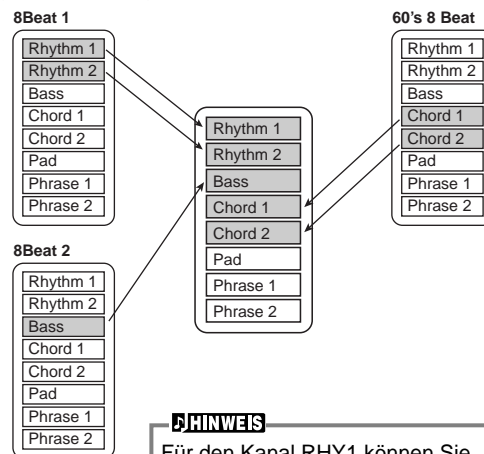 8Beat 1
Rhythm 1
Rhythm 2
Bass
Chord 1
Chord 2
Pad
Phrase 1
Phrase 2
8Beat 2
Rhythm 1
Rhythm 2
Bass
Chord 1
Chord 2
Pad
Phrase 1
Phrase 2
Rhythm 1
Rhythm 2
Bass
Chord 1
Chord 2
Pad
Phrase 1
Phrase 2
60's 8 Beat
Rhythm 1
Rhythm 2
Bass
Chord 1
Chord 2
Pad
Phrase 1
Phrase 2
HINWEIS
Für den Kanal RHY1 können Sie